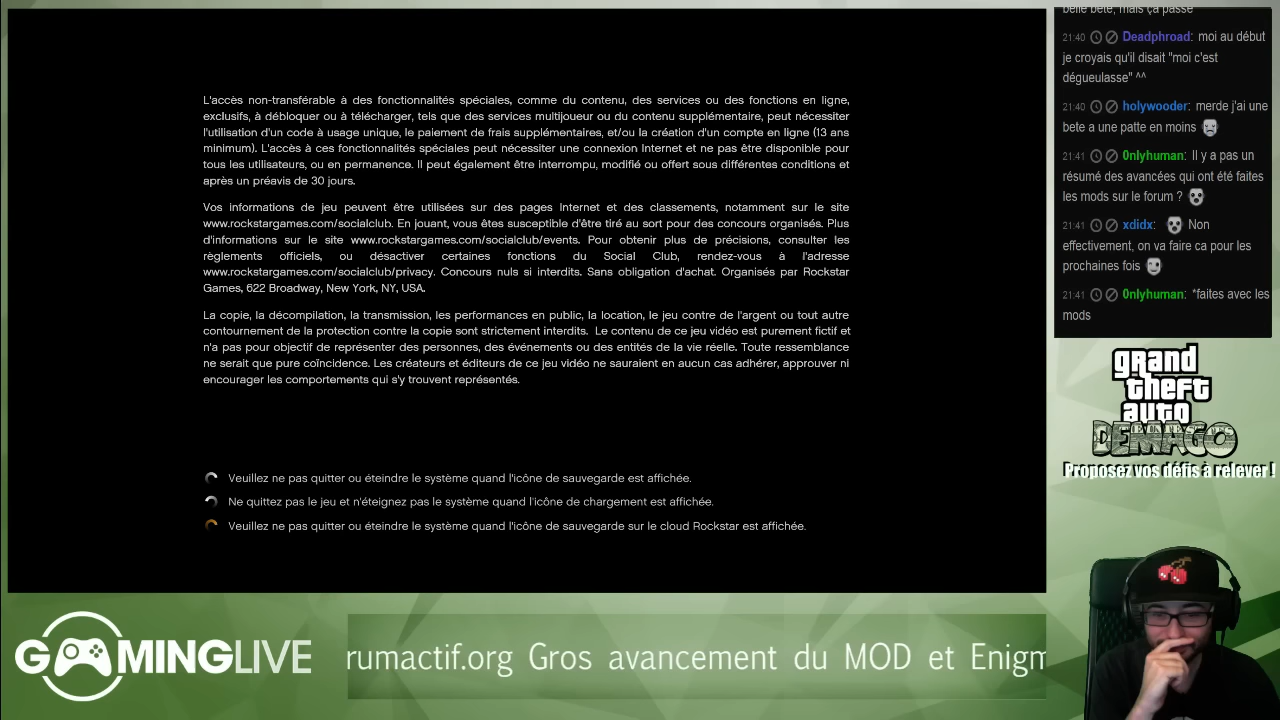 L'accès non-transférable à des fonctionnalités spéciales, comme du contenu, des services ou des fonctions en ligne,
exclusifs, à débloquer ou à télécharger, tels que des services multijoueur ou du contenu supplémentaire, peut nécessiter
l'utilisation d'un code à usage unique, le paiement de frais supplémentaires, et/ou la création d'un compte en ligne (13 ans
minimum). L'accès à ces fonctionnalités spéciales peut nécessiter une connexion Internet et ne pas être disponible pour
tous les utilisateurs, ou en permanence. Il peut également être interrompu, modifié ou offert sous différentes conditions et
après un préavis de 30 jours.
Vos informations de jeu peuvent être utilisées sur des pages Internet et des classements, notamment sur le site
www.rockstargames.com/socialclub. En jouant, vous êtes susceptible d'être tiré au sort pour des concours organisés. Plus
d'informations sur le site www.rockstargames.com/socialclub/events. Pour obtenir plus de précisions, consulter les
règlements officiels, ou désactiver certaines fonctions du Social Club, rendez-vous à l'adresse
www.rockstargames.com/socialclub/privacy. Concours nuls si interdits. Sans obligation d'achat. Organisés par Rockstar
Games, 622 Broadway, New York, NY, USA.
La copie, la décompilation, la transmission, les performances en public, la location, le jeu contre de l'argent ou tout autre
contournement de la protection contre la copie sont strictement interdits. Le contenu de ce jeu vidéo est purement fictif et
n'a pas pour objectif de représenter des personnes, des événements ou des entités de la vie réelle. Toute ressemblance
ne serait que pure coïncidence. Les créateurs et éditeurs de ce jeu vidéo ne sauraient en aucun cas adhérer, approuver ni
encourager les comportements qui s'y trouvent représentés.
Veuillez ne pas quitter ou éteindre le système quand l'icône de sauvegarde est affichée.
Ne quittez pas le jeu et n'éteignez pas le système quand l'icône de chargement est affichée.
Veuillez ne pas quitter ou éteindre le système quand l'icône de sauvegarde sur le cloud Rockstar est affichée.
belle bete, mais ça passe
21:40 Deadphroad: moi au début
je croyais qu'il disait "moi c'est
dégueulasse" ^^
21:40 holywooder: merde j'ai une
bete a une patte en moins
21:41 0nlyhuman: Il y a pas un
résumé des avancées qui ont été faites
les mods sur le forum ?
21:41 xdidx: Non
effectivement, on va faire ca pour les
prochaines fois
21:41 0nlyhuman: *faites avec les
mods
grand
theft
auto
DEMAGO
Proposez vos défis à relever !
GAMINGLIVE
rumactif.org Gros avancement du MOD et Enigm